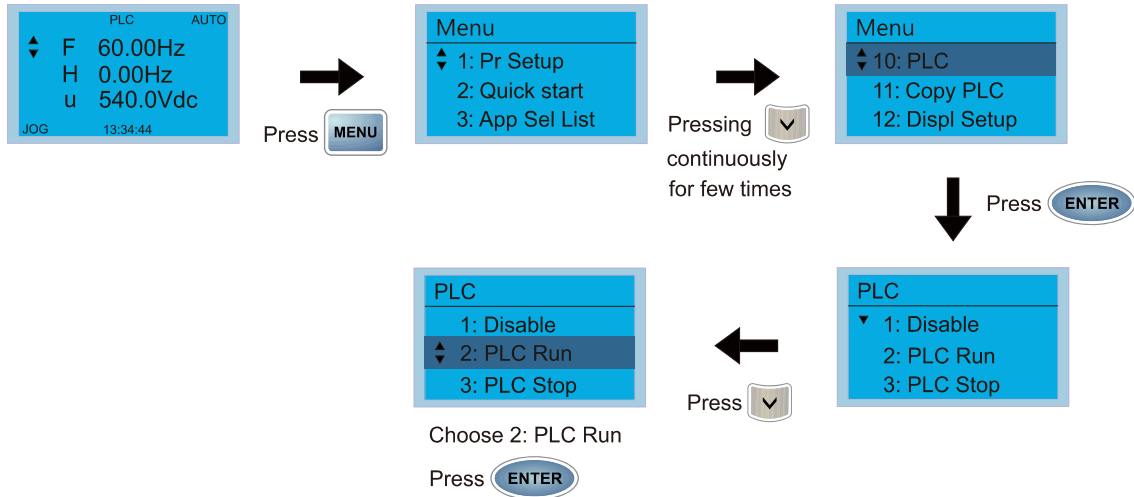 PLC AUTO
F 60.00Hz
H 0.00Hz
u 540.0Vdc
JOG 13:34:44
Press MENU
Menu
1: Pr Setup
2: Quick start
3: App Sel List
Pressing
continuously
for few times
Menu
10: PLC
11: Copy PLC
12: Displ Setup
Press ENTER
PLC
1: Disable
2: PLC Run
3: PLC Stop
Press
PLC
1: Disable
2: PLC Run
3: PLC Stop
Choose 2: PLC Run
Press ENTER